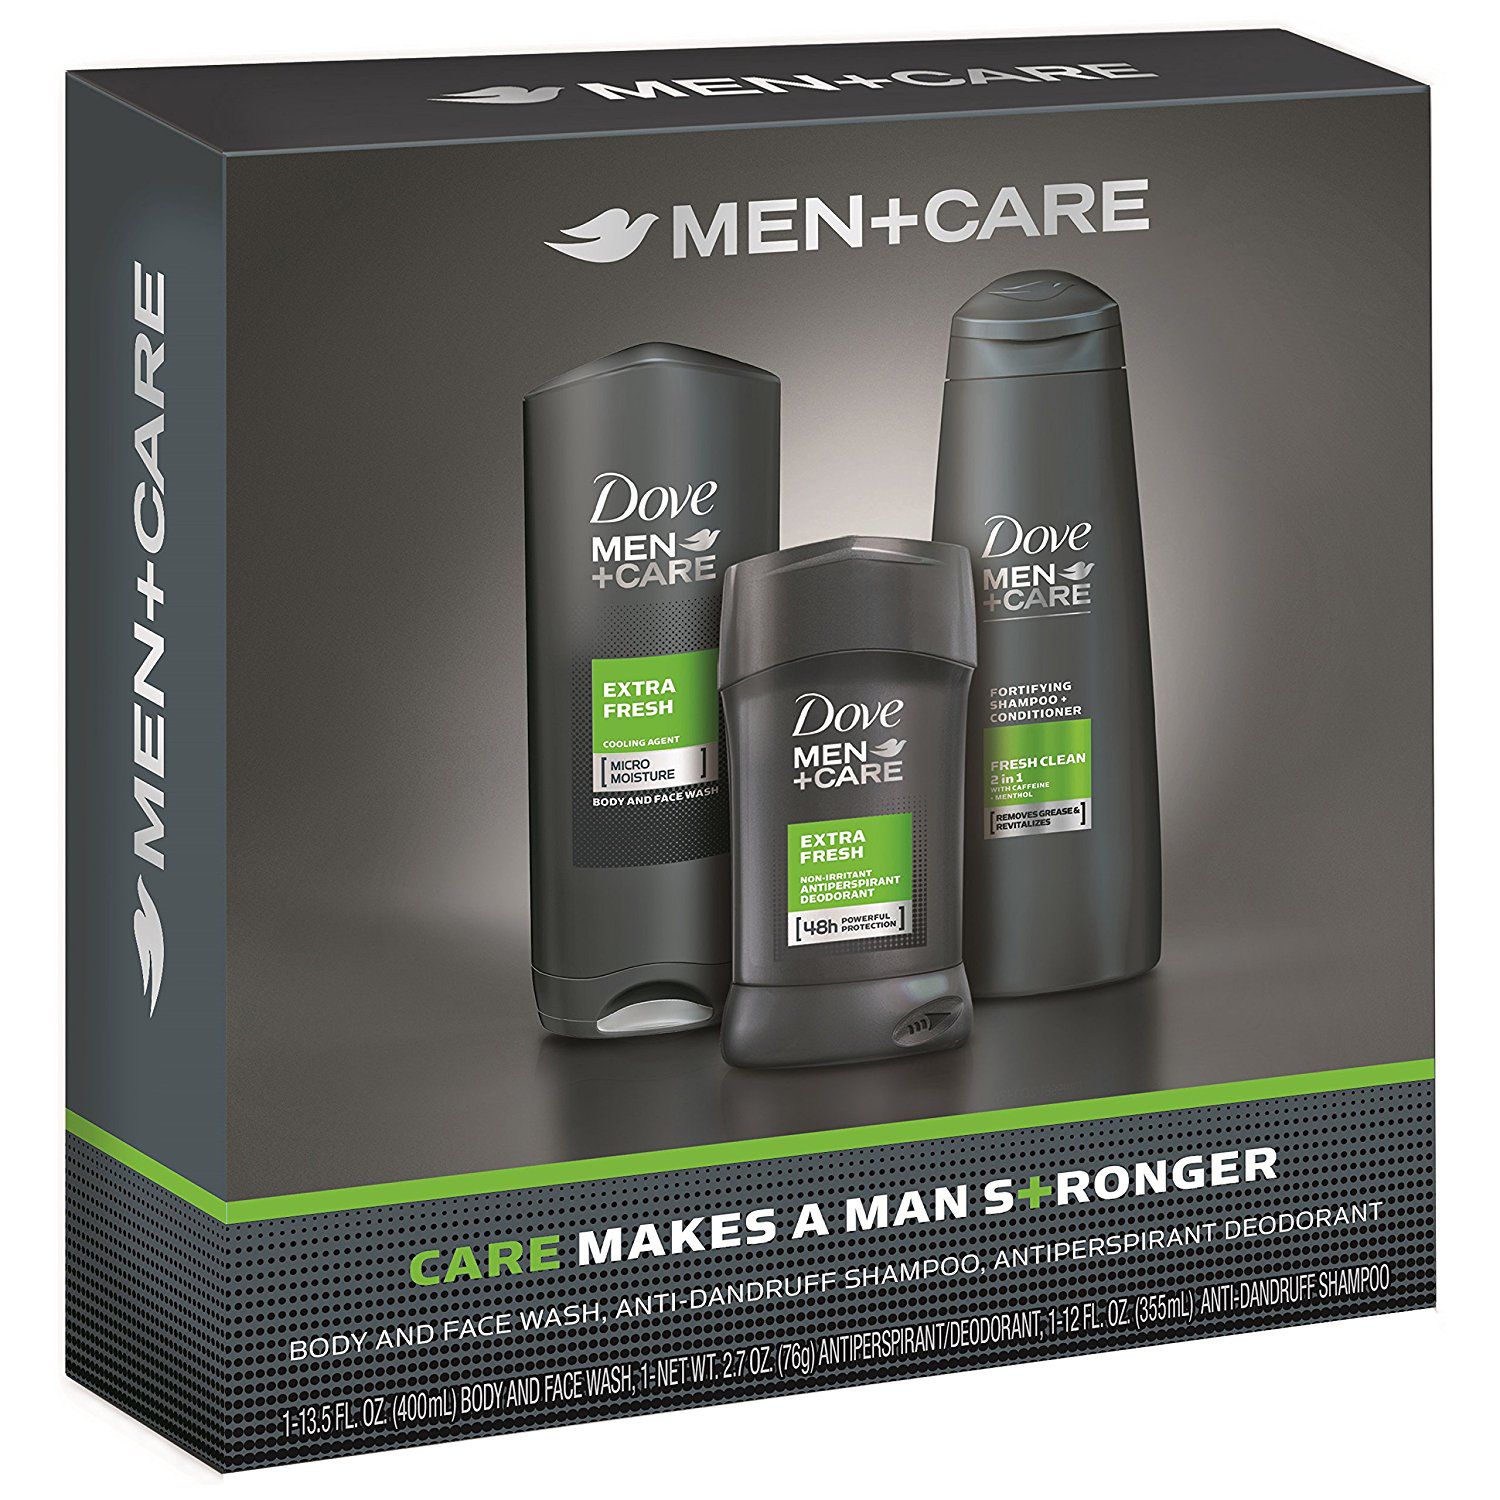 MEN+CARE
MEN+CARE
MEN+CARE
Dove
MEN
+CARE
EXTRA
FRESH
COOLING AGENT
[MICRO
MOISTURE]
BODY AND FACE WASH
Dove
MEN
+CARE
EXTRA
FRESH
NON-IRRITANT
ANTIPERSPIRANT
DEODORANT
[48h POWERFUL
PROTECTION]
Dove
MEN
+CARE
FORTIFYING
SHAMPOO +
CONDITIONER
FRESH CLEAN
2 in 1
WITH CAFFEINE
+ MENTHOL
[REMOVES GREASE &
REVITALIZES]
CARE MAKES A MAN S+RONGER
BODY AND FACE WASH, ANTI-DANDRUFF SHAMPOO, ANTIPERSPIRANT DEODORANT
1-13.5 FL. OZ. (400mL) BODY AND FACE WASH, 1-NET WT. 2.7 OZ. (76g) ANTIPERSPIRANT/DEODORANT, 1-12 FL. OZ. (355mL) ANTI-DANDRUFF SHAMPOO